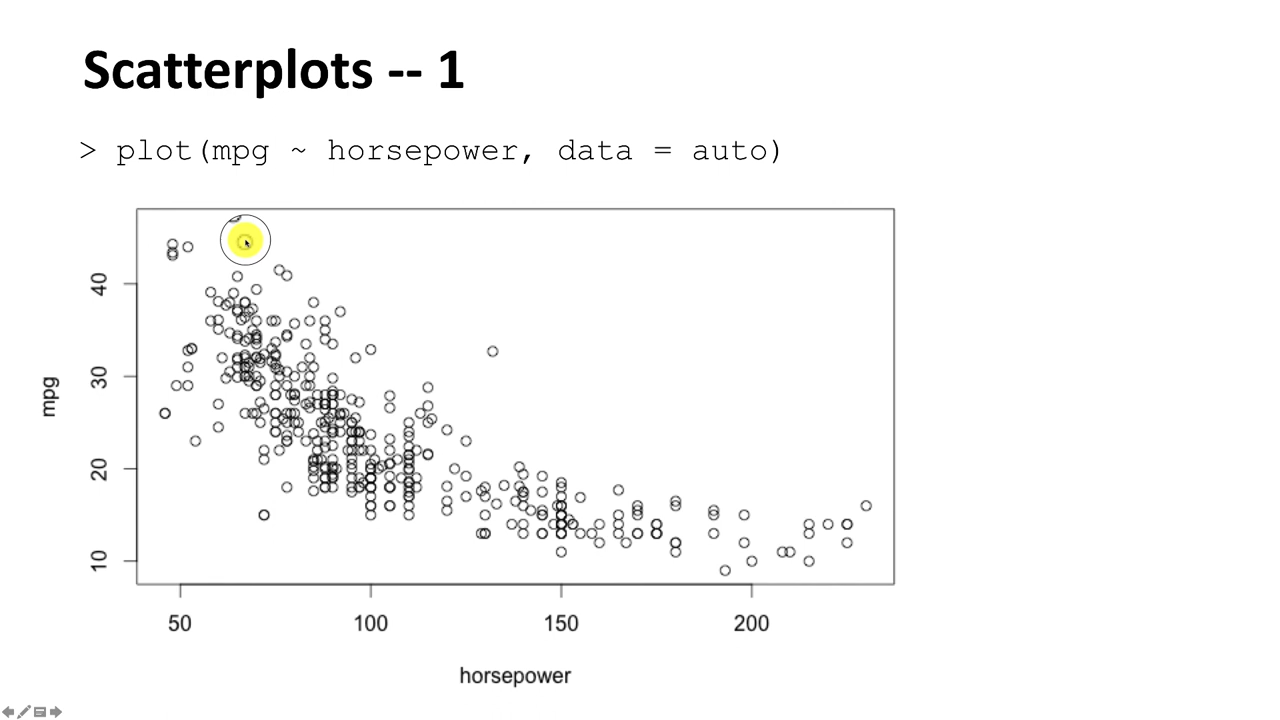 Scatterplots -- 1
> plot(mpg ~ horsepower, data = auto)
40
30
20
10
mpg
50 100 150 200
horsepower